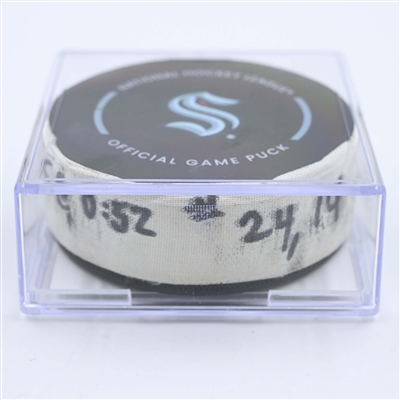 NATIONAL HOCKEY LEAGUE®
S
OFFICIAL GAME PUCK
0:52 24, 14